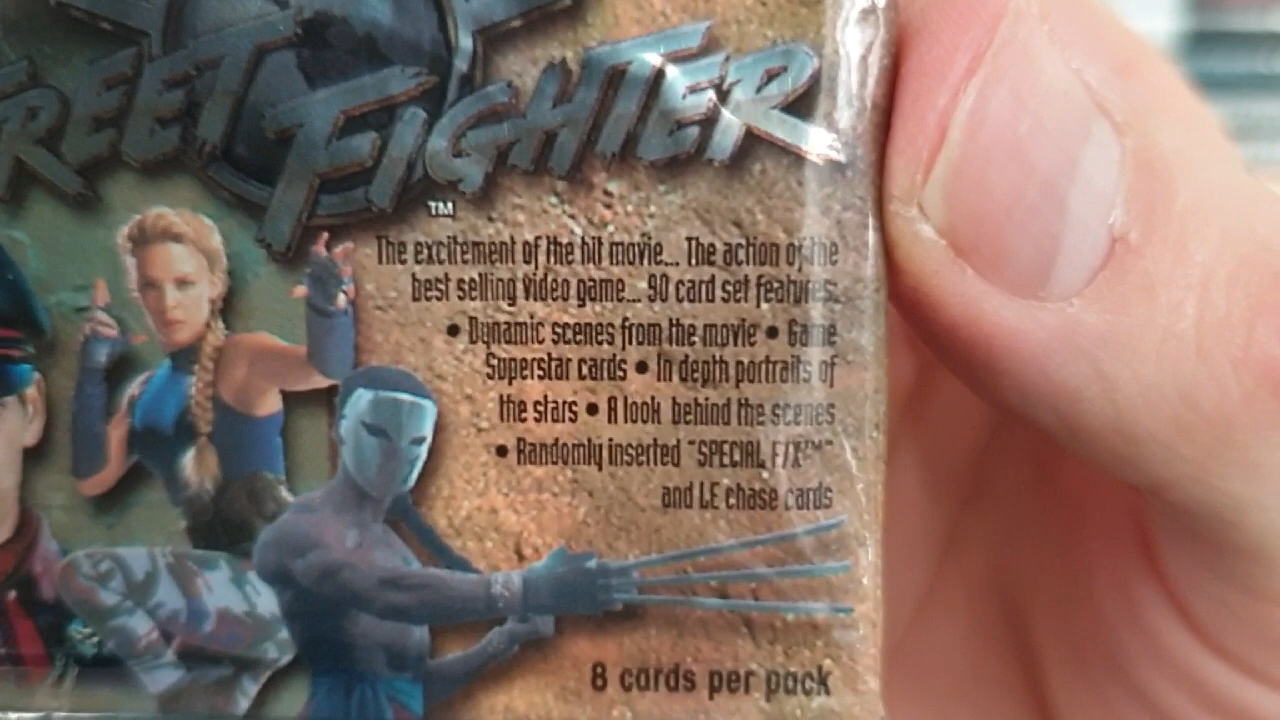 REET FIGHTER
TM
The excitement of the hit movie... The action of the
best selling video game... 90 card set features:
• Dynamic scenes from the movie • Game
Superstar cards • In depth portraits of
the stars • A look behind the scenes
• Randomly inserted "SPECIAL F/X™"
and LE chase cards
8 cards per pack